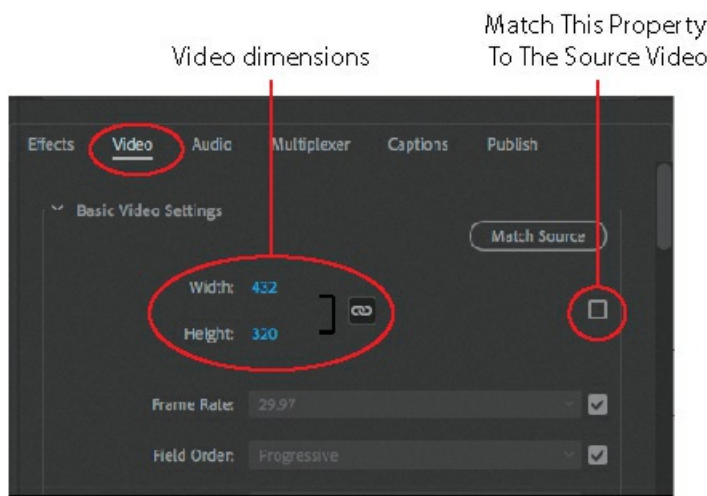 Video dimensions
Match This Property
To The Source Video
Effects Video Audio Multiplexer Captions Publish
Basic Video Settings
Match Source
Width: 432
Height: 320
Frame Rate: 29.97
Field Order: Progressive